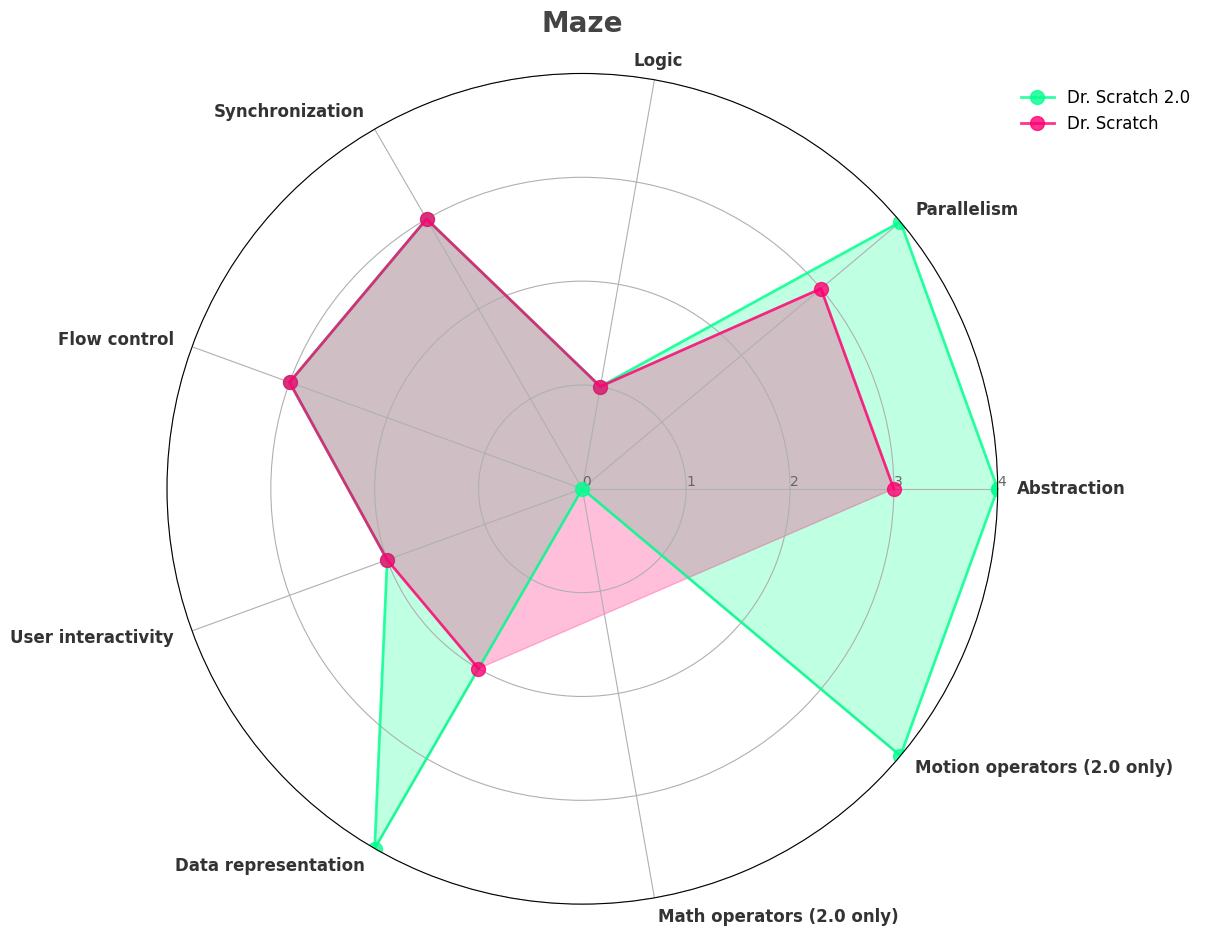 Maze
Logic
Synchronization
Dr. Scratch 2.0
Dr. Scratch
Parallelism
Flow control
0 1 2 3 4
Abstraction
User interactivity
Motion operators (2.0 only)
Data representation
Math operators (2.0 only)